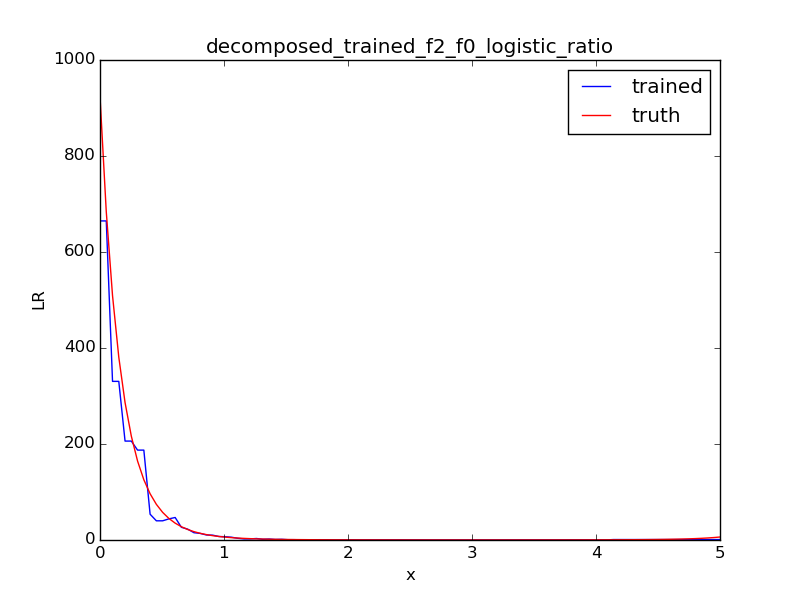 decomposed_trained_f2_f0_logistic_ratio
trained
truth
1000
800
600
400
200
0
LR
0 1 2 3 4 5
x